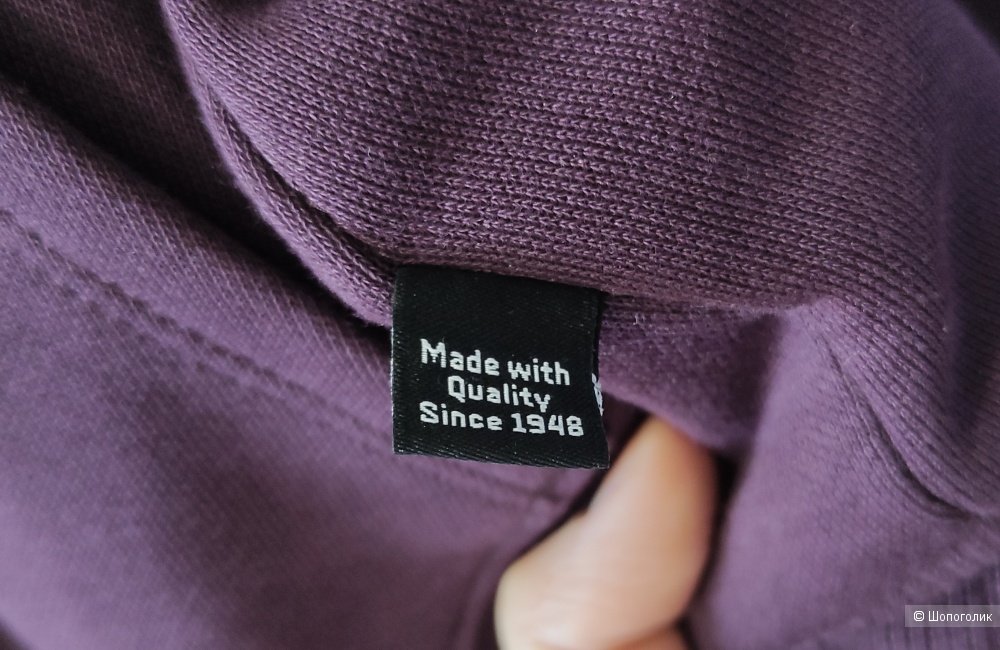 Made with
Quality
Since 1948
© Шопоголик